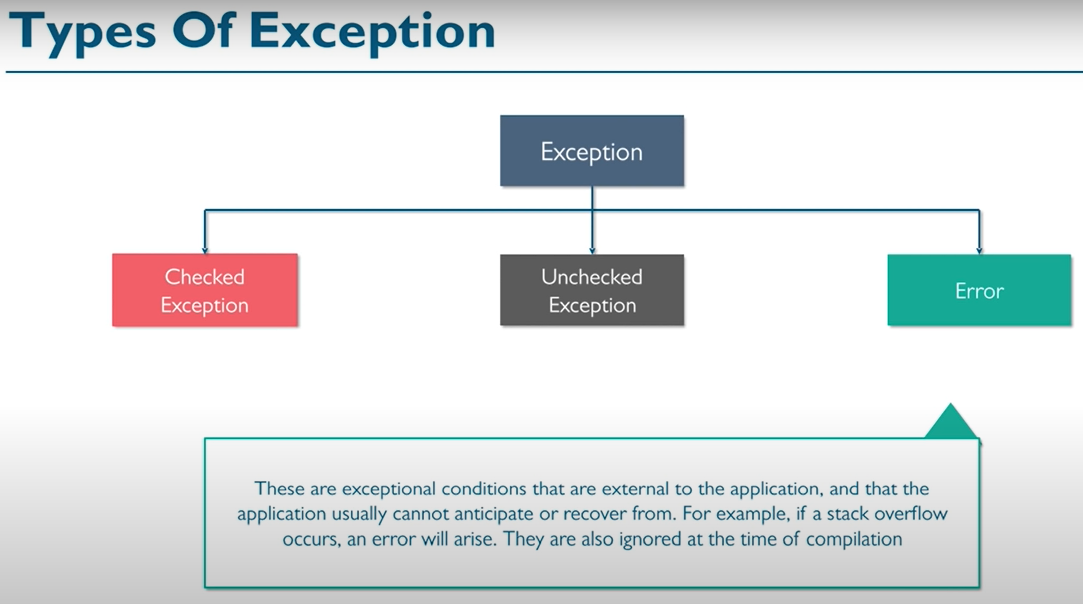 Types Of Exception
Exception
Checked
Exception
Unchecked
Exception
Error
These are exceptional conditions that are external to the application, and that the
application usually cannot anticipate or recover from. For example, if a stack overflow
occurs, an error will arise. They are also ignored at the time of compilation